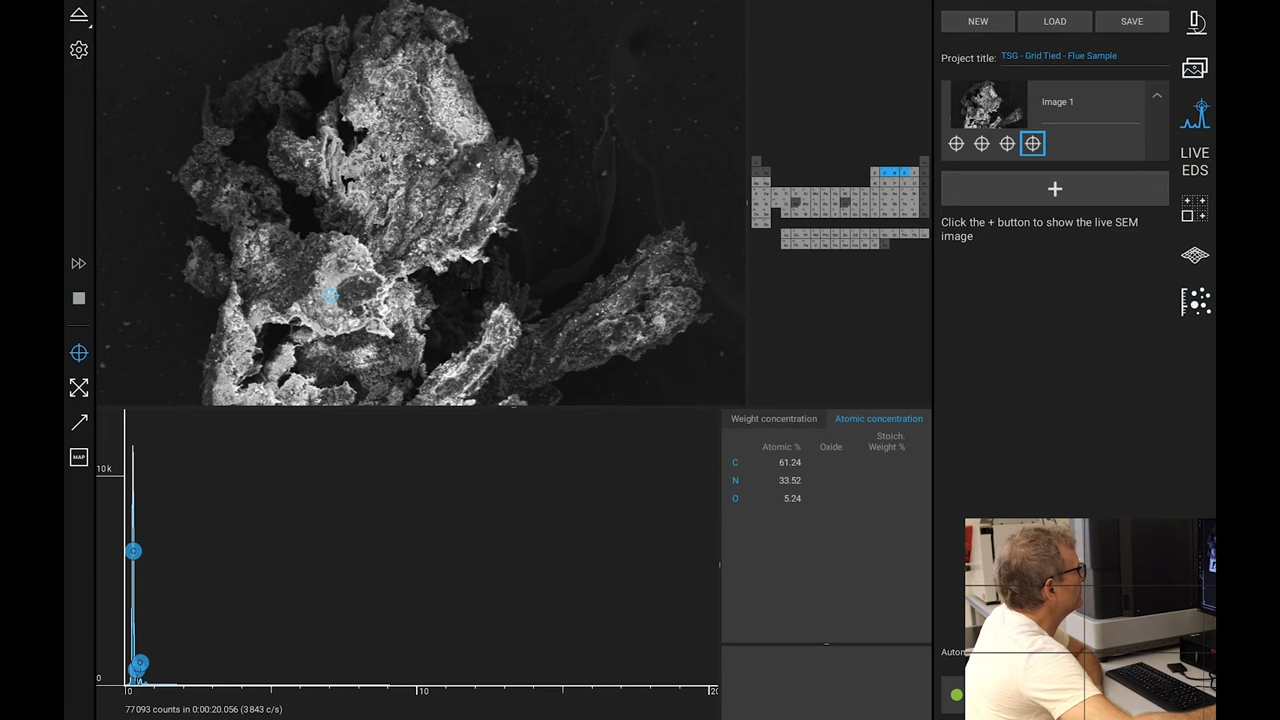 NEW LOAD SAVE
Project title: TSG - Grid Tied - Flue Sample
Image 1
LIVE
EDS
Click the + button to show the live SEM
image
MAP
Weight concentration Atomic concentration
Atomic % Oxide Stoich. Weight %
C 61.24
N 33.52
O 5.24
10k
0
0 10 20
77 093 counts in 0:00:20.056 (3 843 c/s)
Autom